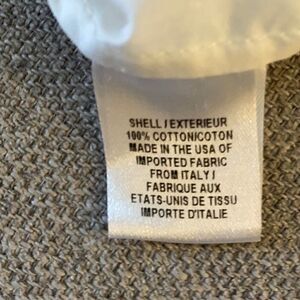 SHELL / EXTERIEUR
100% COTTON/COTON
MADE IN THE USA OF
IMPORTED FABRIC
FROM ITALY /
FABRIQUE AUX
ETATS-UNIS DE TISSU
IMPORTE D'ITALIE